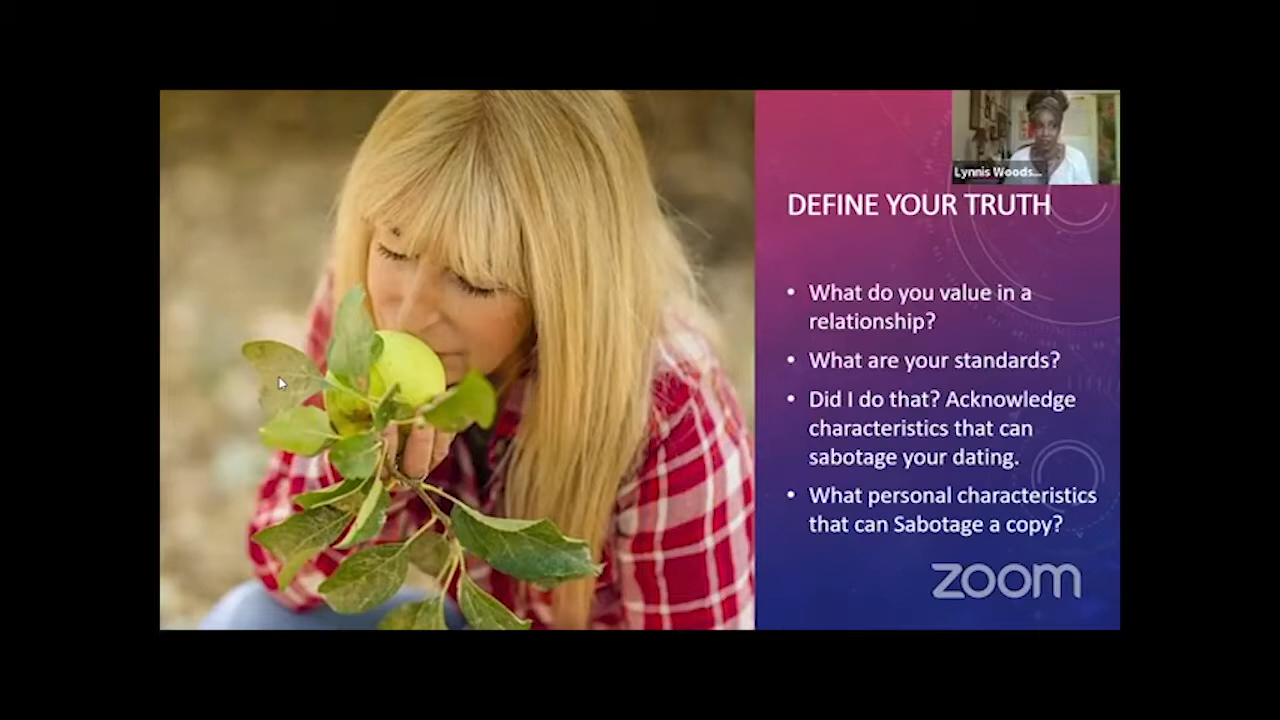 Lynnis Woods...
DEFINE YOUR TRUTH
• What do you value in a
relationship?
• What are your standards?
• Did I do that? Acknowledge
characteristics that can
sabotage your dating.
• What personal characteristics
that can Sabotage a copy?
zoom